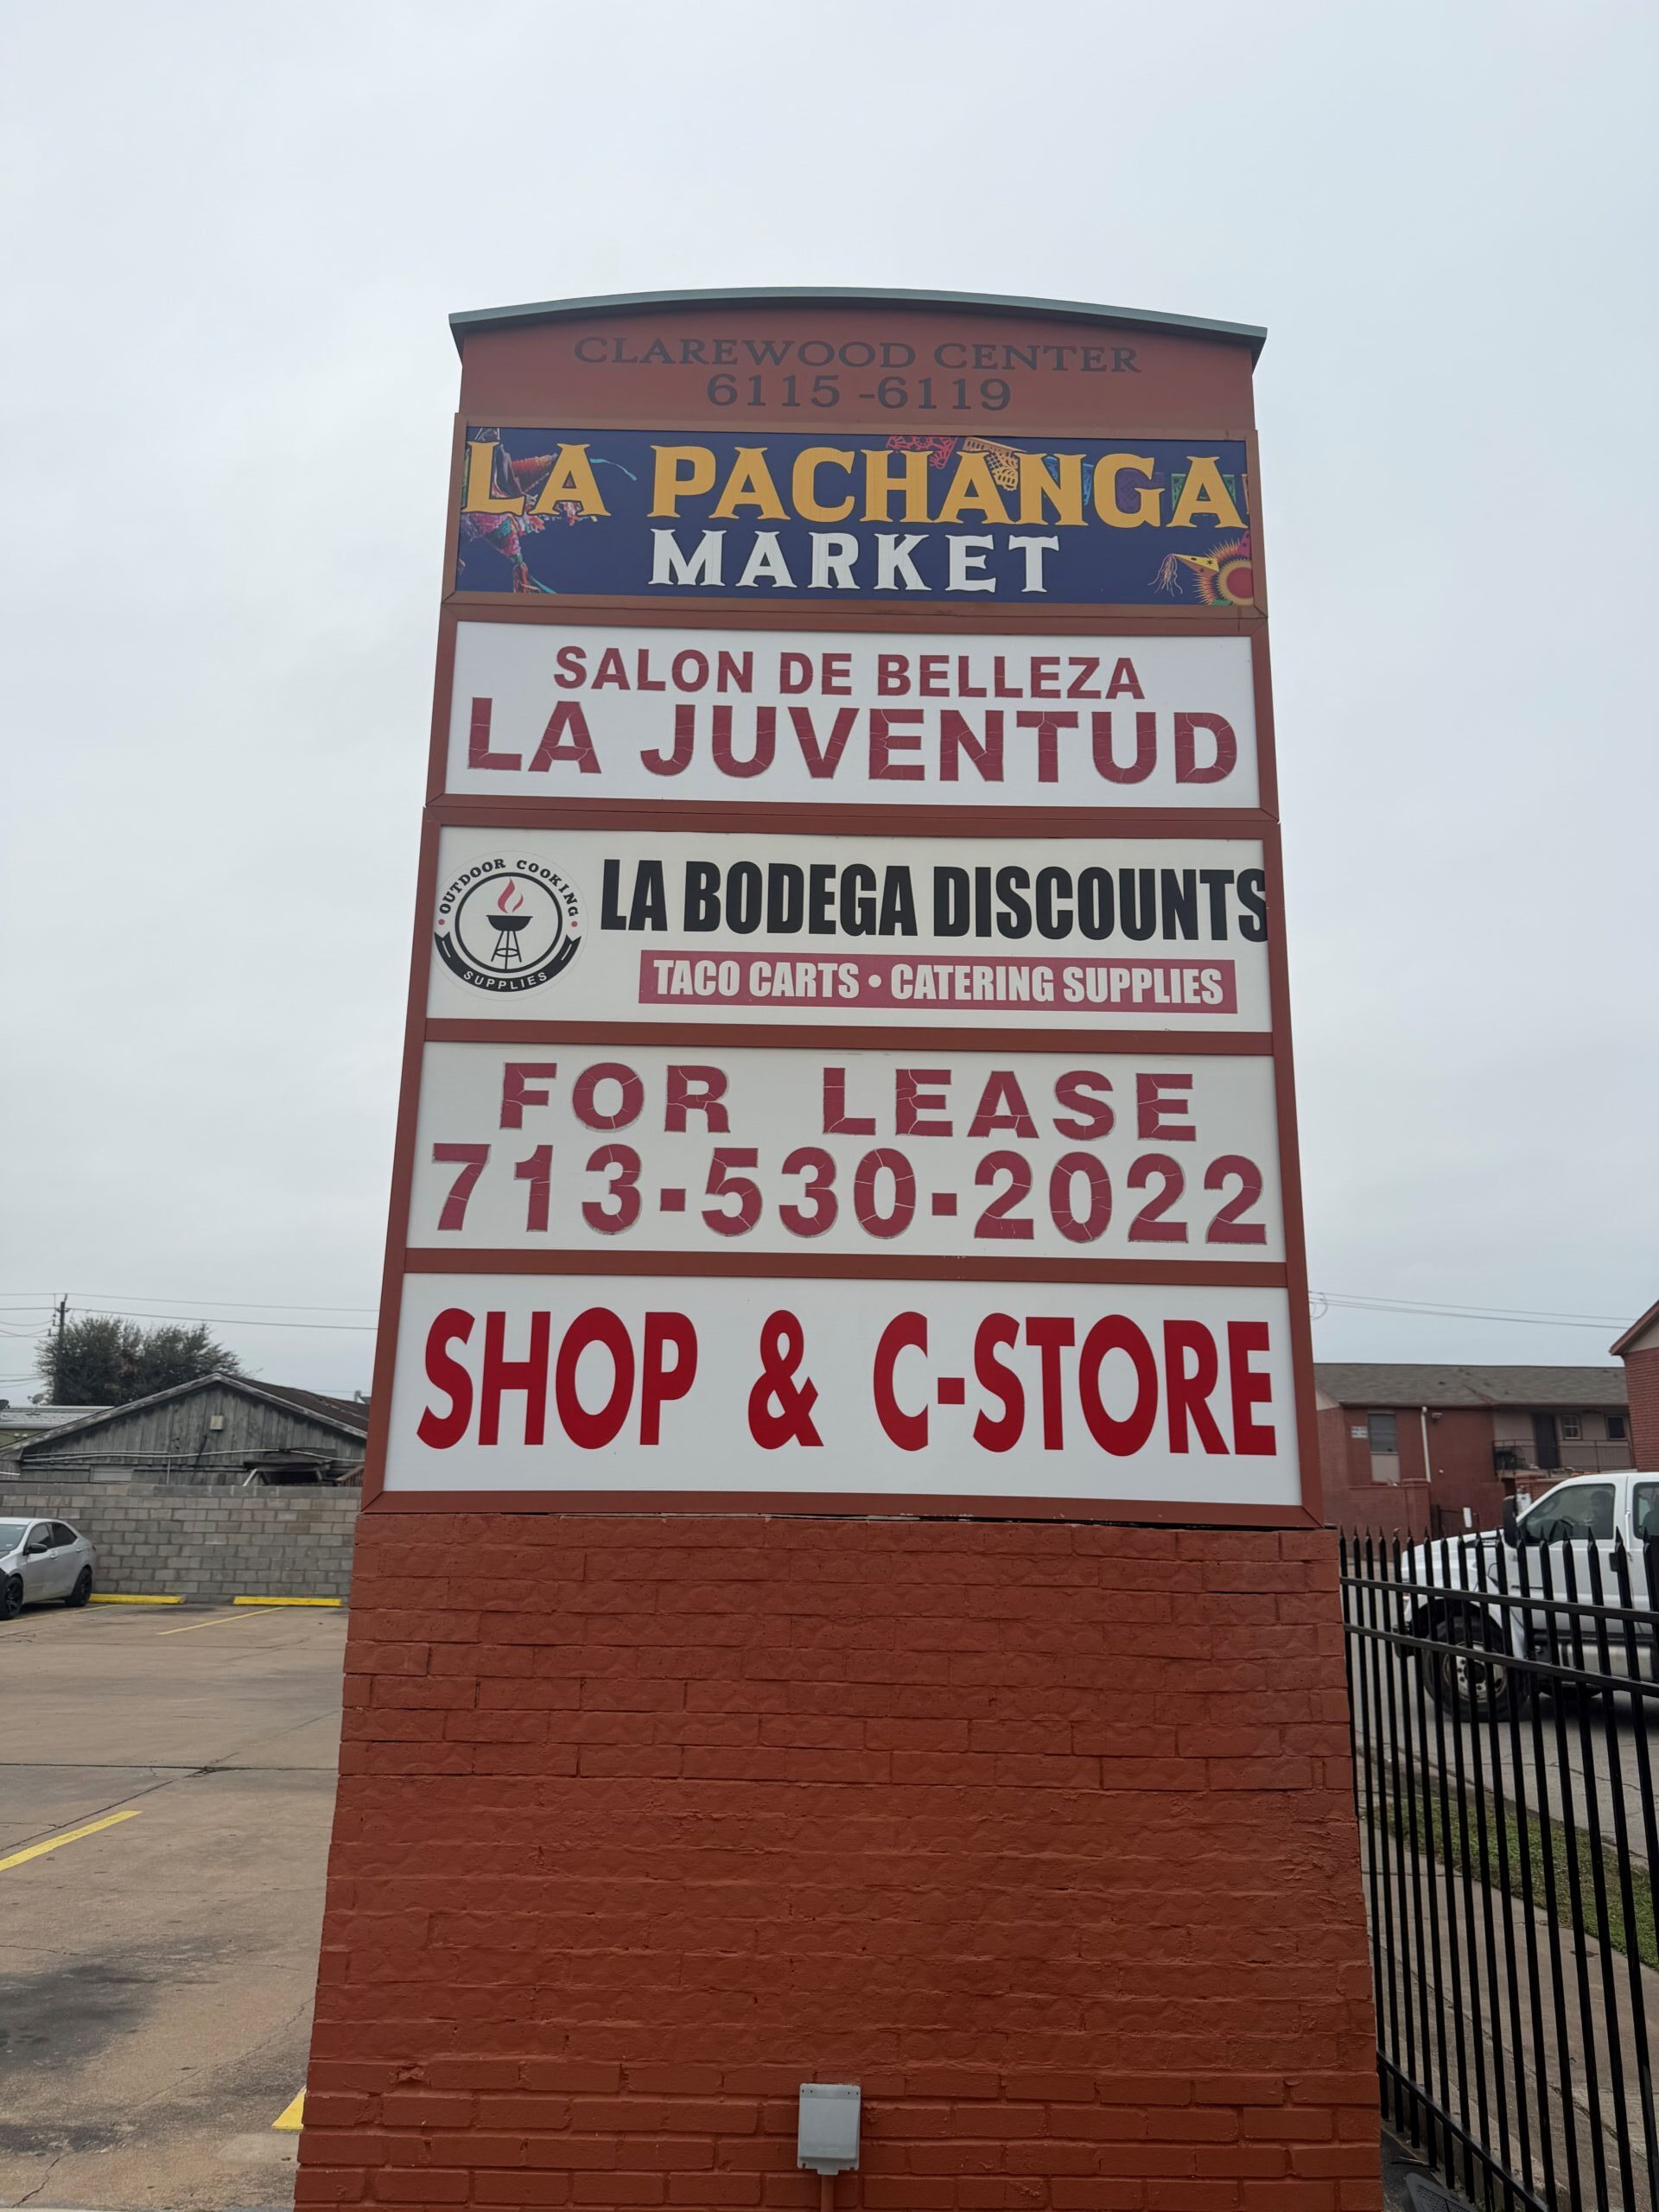 CLAREWOOD CENTER
6115 -6119
LA PACHANGA
MARKET
SALON DE BELLEZA
LA JUVENTUD
OUTDOOR COOKING
SUPPLIES
LA BODEGA DISCOUNTS
TACO CARTS • CATERING SUPPLIES
FOR LEASE
713-530-2022
SHOP & C-STORE